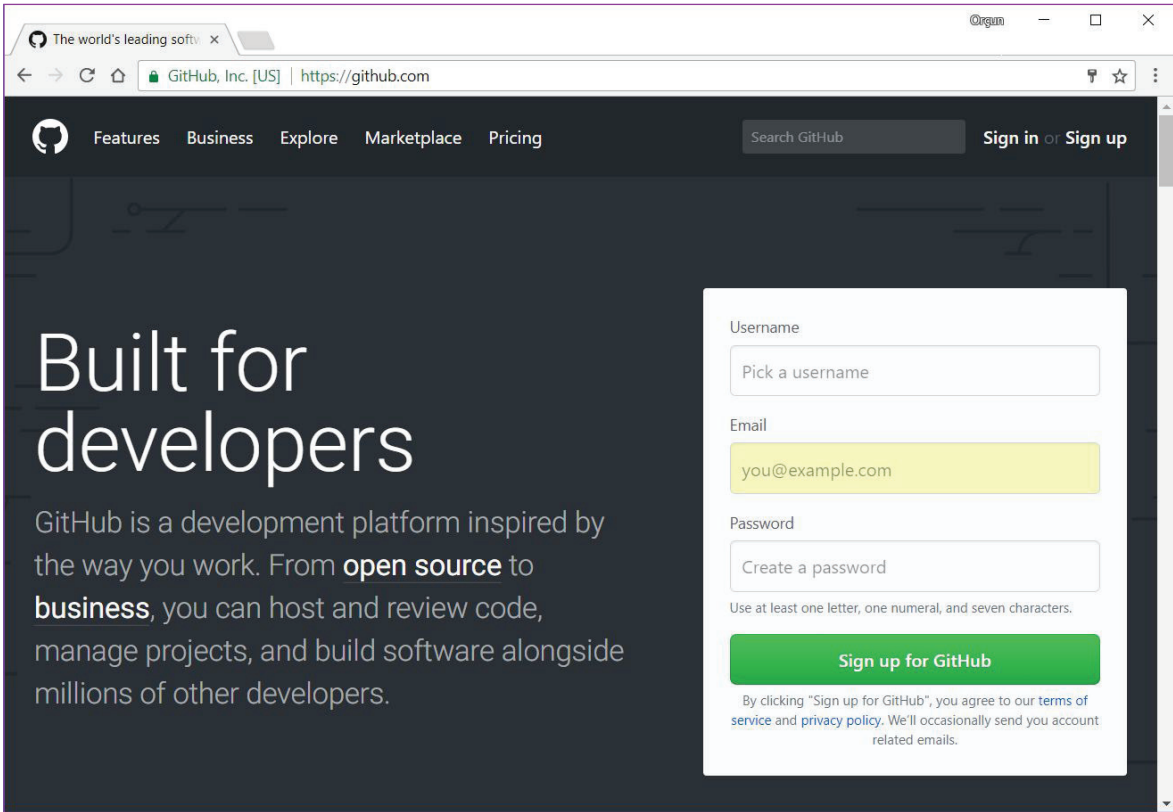 Orgun
The world's leading softw
GitHub, Inc. [US] https://github.com
Features Business Explore Marketplace Pricing Search GitHub Sign in or Sign up
Built for
developers
GitHub is a development platform inspired by
the way you work. From open source to
business, you can host and review code,
manage projects, and build software alongside
millions of other developers.
Username
Pick a username
Email
you@example.com
Password
Create a password
Use at least one letter, one numeral, and seven characters.
Sign up for GitHub
By clicking "Sign up for GitHub", you agree to our terms of
service and privacy policy. We'll occasionally send you account
related emails.